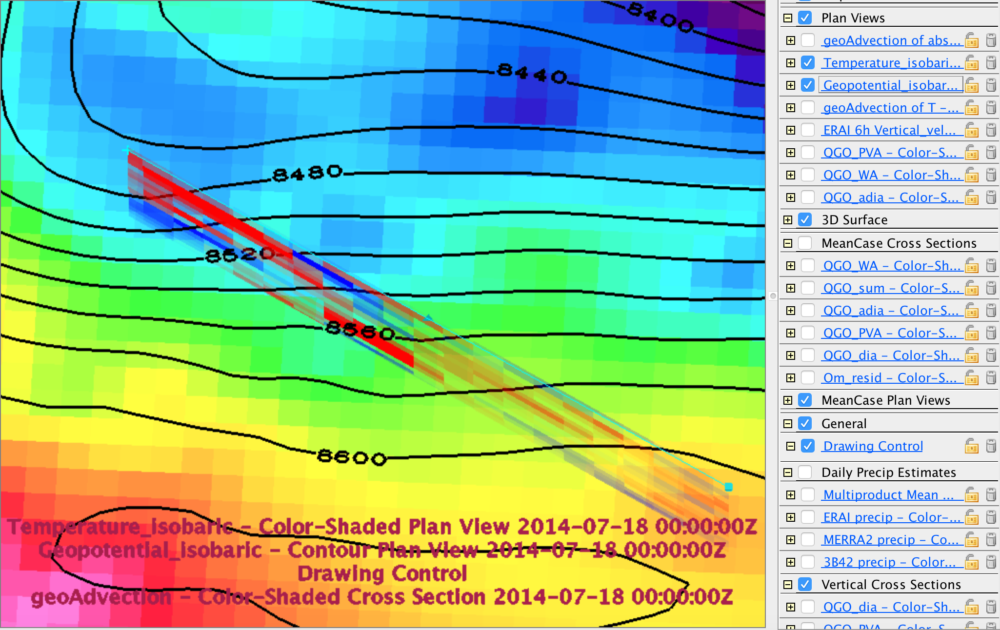 8400
8440
8480
8520
8560
8600
Temperature_isobaric – Color–Shaded Plan View 2014–07–18 00:00:00Z
Geopotential_isobaric – Contour Plan View 2014–07–18 00:00:00Z
Drawing Control
geoAdvection – Color–Shaded Cross Section 2014–07–18 00:00:00Z
Plan Views
geoAdvection of abs...
Temperature_isobari...
Geopotential_isobar...
geoAdvection of T –...
ERAI 6h Vertical_vel...
QGO_PVA – Color–S...
QGO_WA – Color–Sh...
QGO_adia – Color–S...
3D Surface
MeanCase Cross Sections
QGO_WA – Color–Sh...
QGO_sum – Color–S...
QGO_adia – Color–S...
QGO_PVA – Color–S...
QGO_dia – Color–Sh...
Om_resid – Color–S...
MeanCase Plan Views
General
Drawing Control
Daily Precip Estimates
Multiproduct Mean ...
ERAI precip – Color–...
MERRA2 precip – Co...
3B42 precip – Color...
Vertical Cross Sections
QGO_dia – Color–Sh...